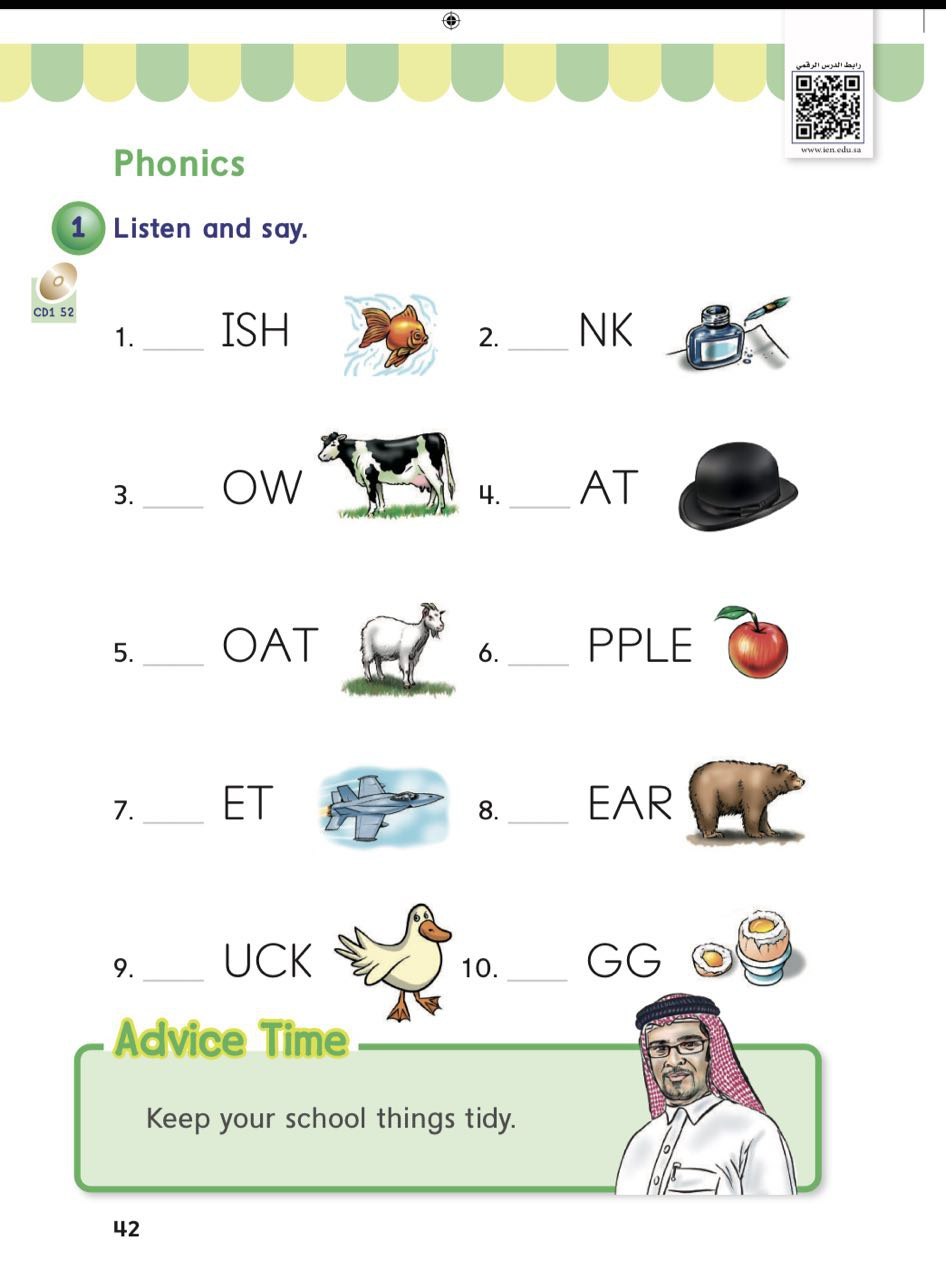 رابط الدرس الرقمي
www.ien.edu.sa
Phonics
1 Listen and say.
CD1 52
1. ____ ISH
2. ____ NK
3. ____ OW
4. ____ AT
5. ____ OAT
6. ____ PPLE
7. ____ ET
8. ____ EAR
9. ____ UCK
10. ____ GG
Advice Time
Keep your school things tidy.
42